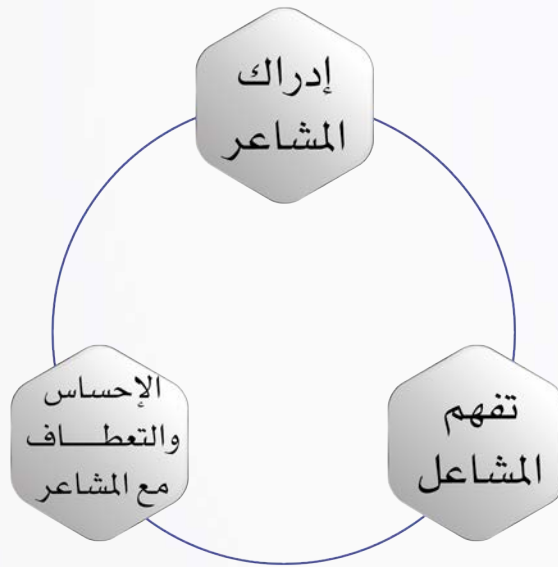 إدراك
المشاعر
تفهم
المشاعل
الإحساس
والتعطـــاف
مع المشاعر